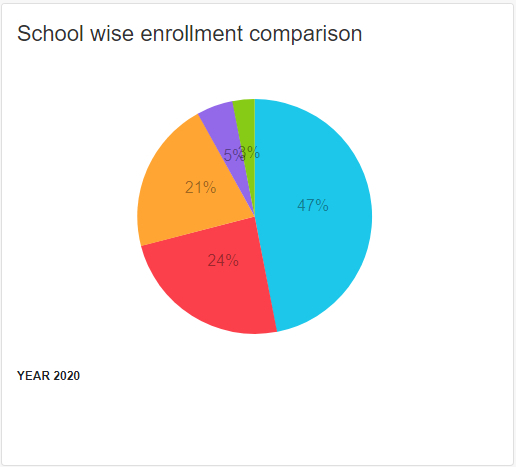 School wise enrollment comparison
5%
3%
21%
47%
24%
YEAR 2020